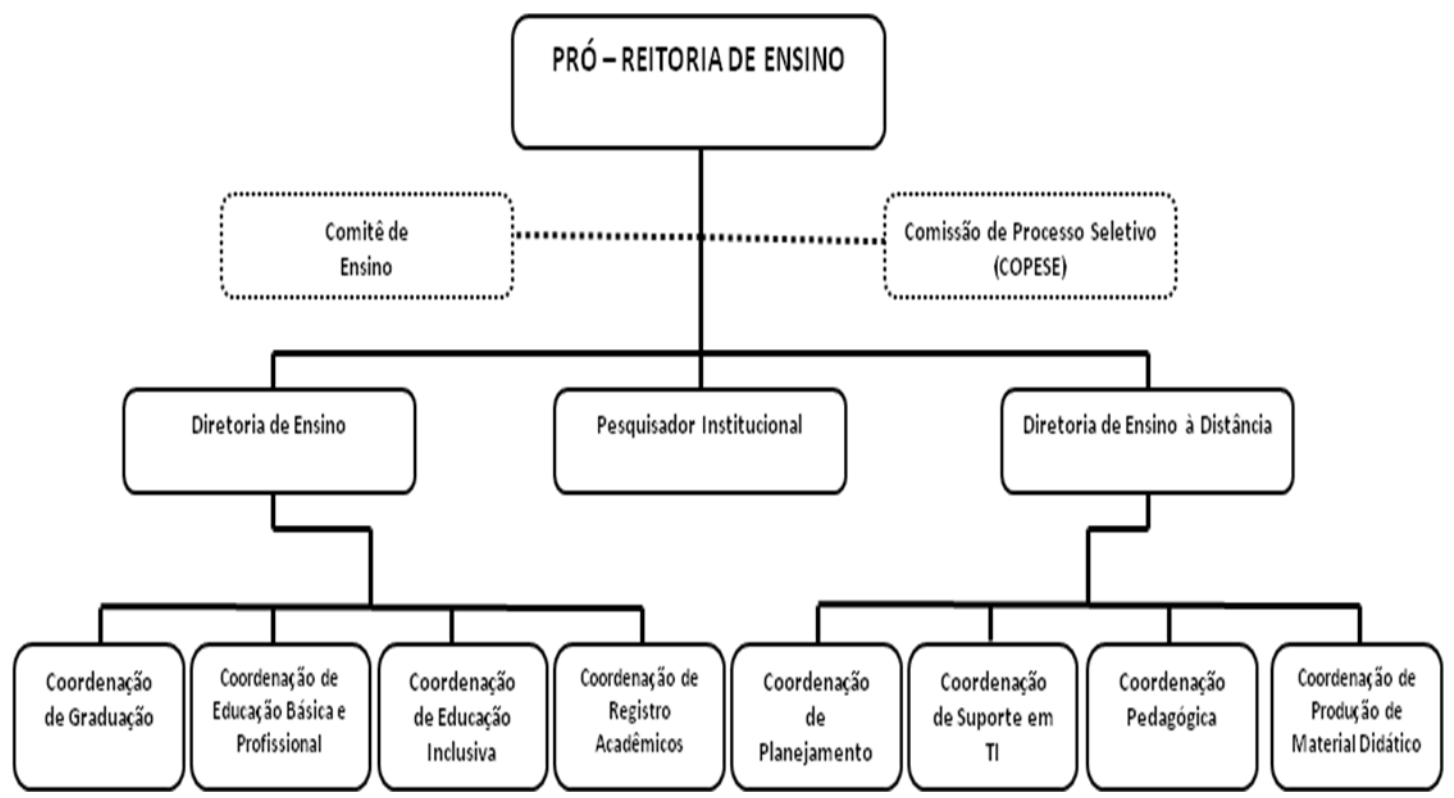 PRÓ – REITORIA DE ENSINO
Comitê de
Ensino
Comissão de Processo Seletivo
(COPESE)
Diretoria de Ensino
Pesquisador Institucional
Diretoria de Ensino à Distância
Coordenação
de Graduação
Coordenação de
Educação Básica e
Profissional
Coordenação
de Educação
Inclusiva
Coordenação de
Registro
Acadêmicos
Coordenação
de
Planejamento
Coordenação
de Suporte em
TI
Coordenação
Pedagógica
Coordenação de
Produção de
Material Didático